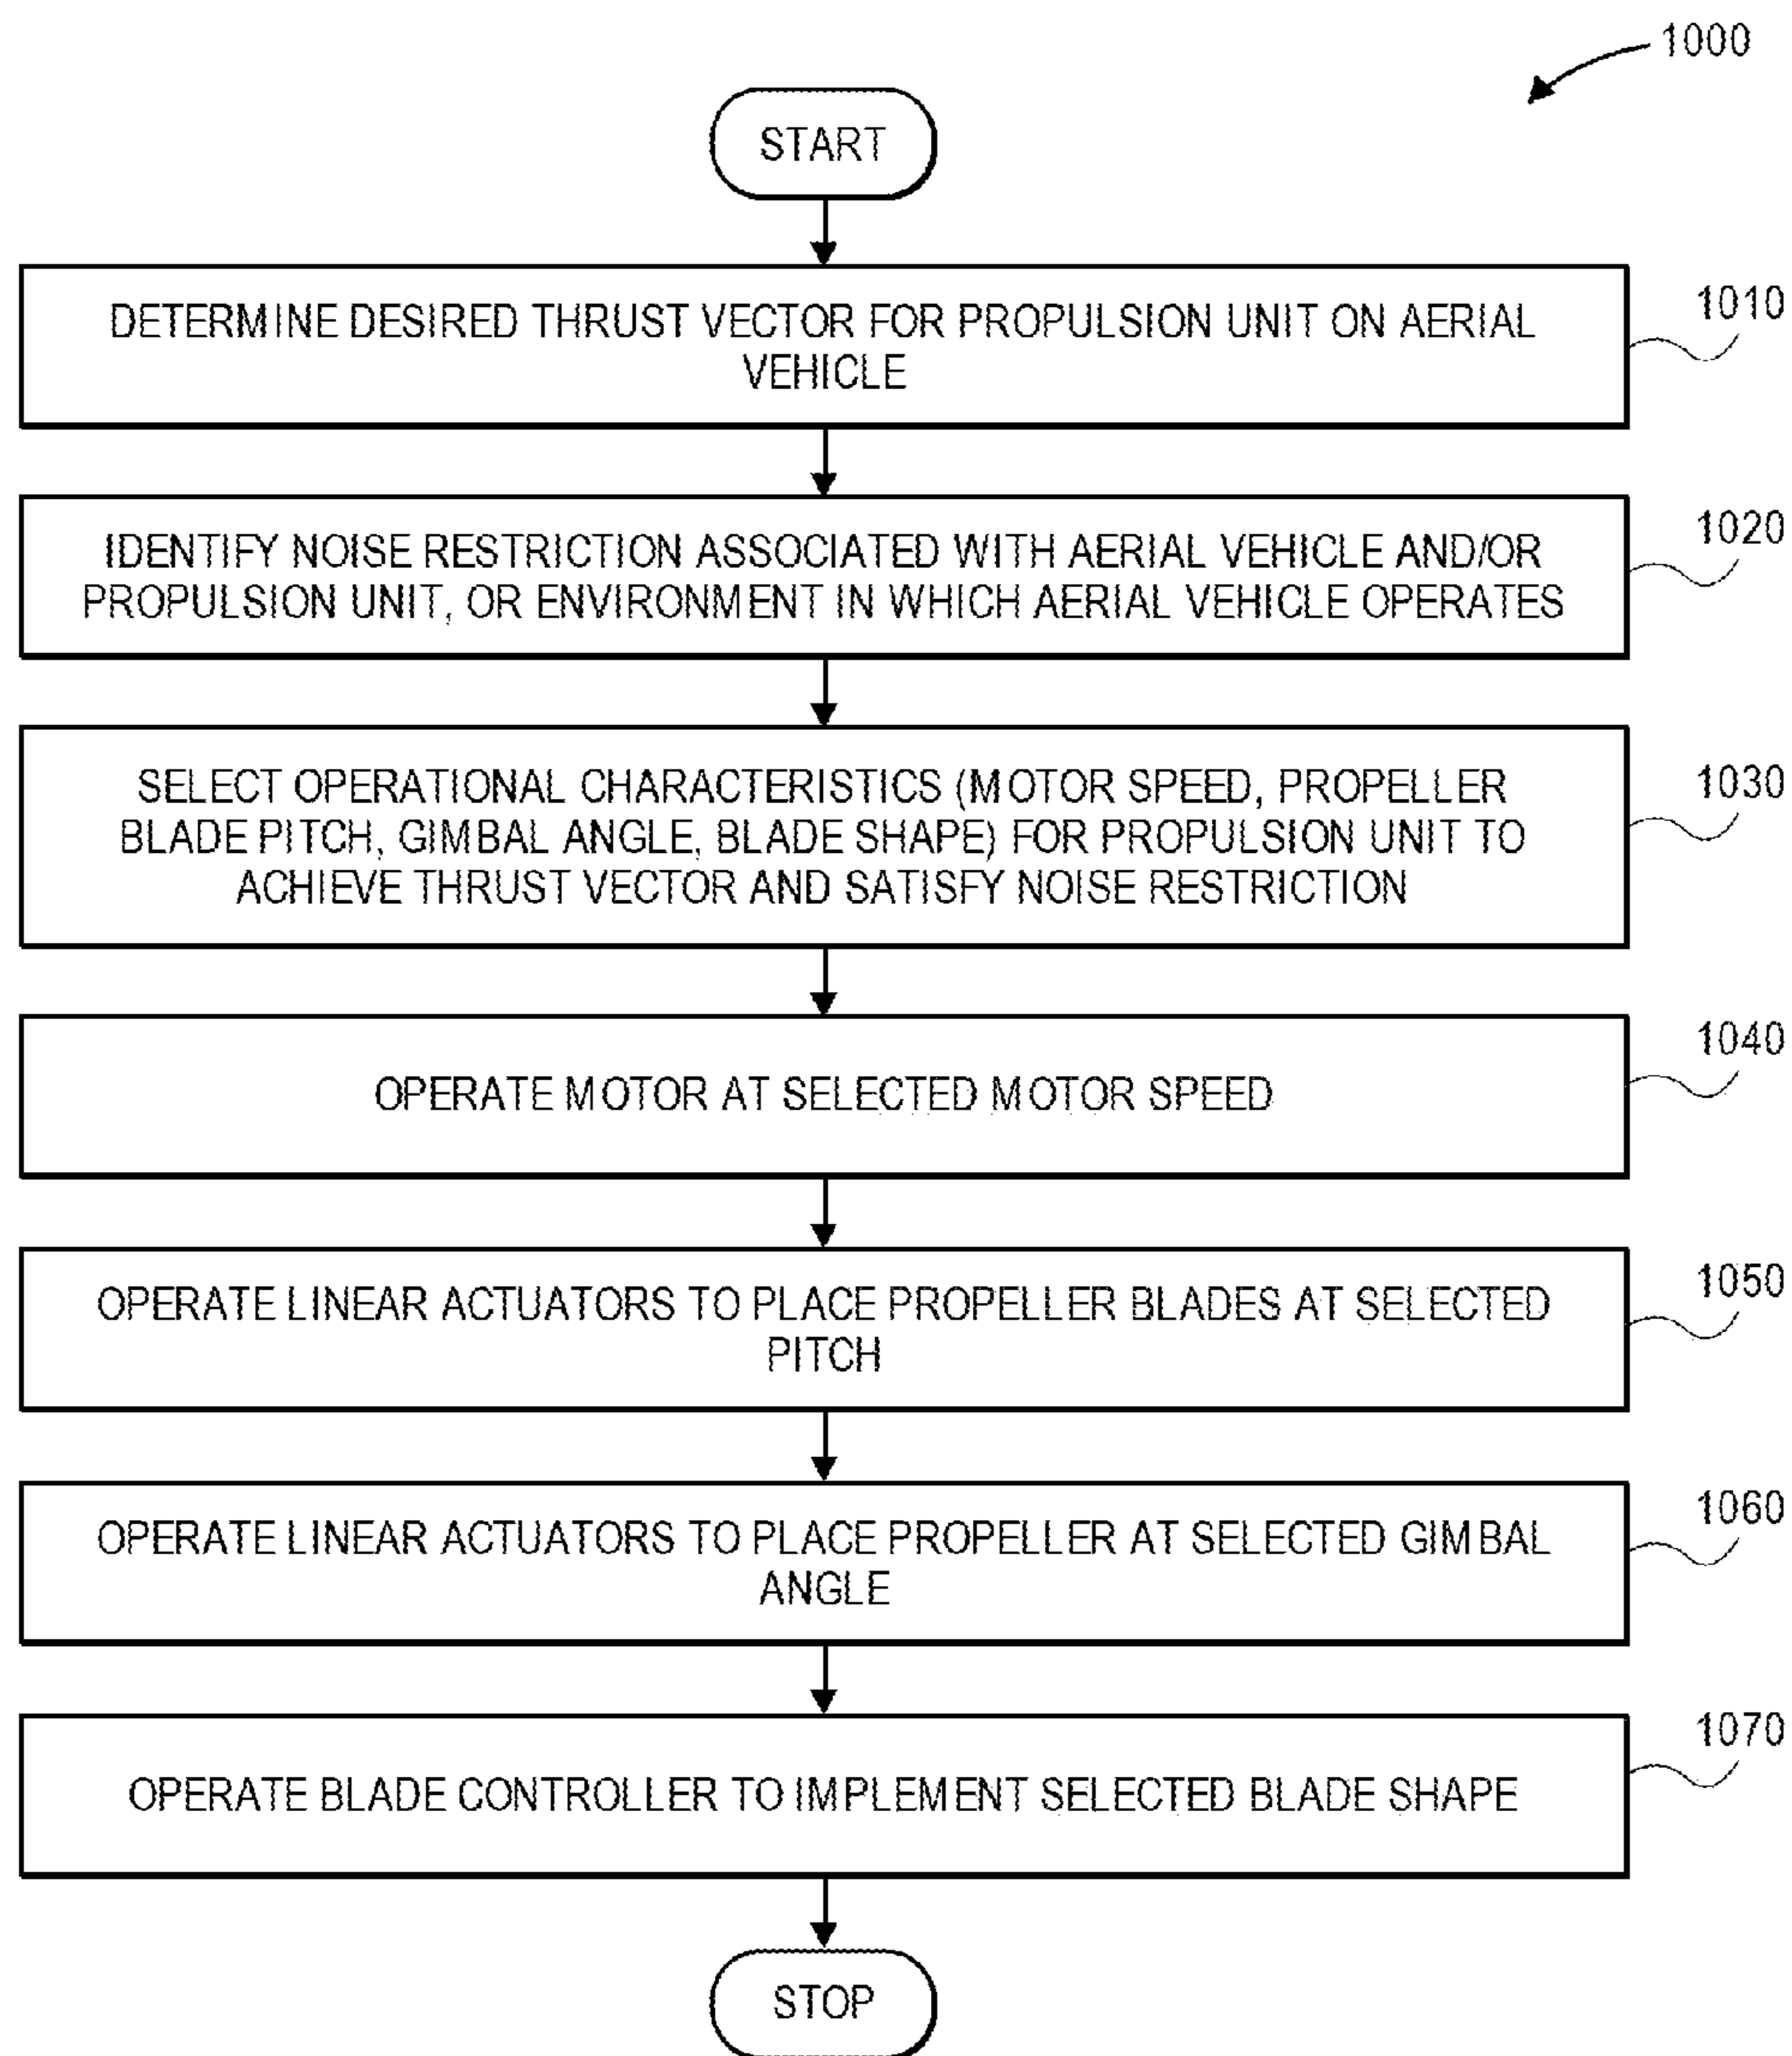 1000
START
DETERMINE DESIRED THRUST VECTOR FOR PROPULSION UNIT ON AERIAL
VEHICLE
1010
IDENTIFY NOISE RESTRICTION ASSOCIATED WITH AERIAL VEHICLE AND/OR
PROPULSION UNIT, OR ENVIRONMENT IN WHICH AERIAL VEHICLE OPERATES
1020
SELECT OPERATIONAL CHARACTERISTICS (MOTOR SPEED, PROPELLER
BLADE PITCH, GIMBAL ANGLE, BLADE SHAPE) FOR PROPULSION UNIT TO
ACHIEVE THRUST VECTOR AND SATISFY NOISE RESTRICTION
1030
OPERATE MOTOR AT SELECTED MOTOR SPEED
1040
OPERATE LINEAR ACTUATORS TO PLACE PROPELLER BLADES AT SELECTED
PITCH
1050
OPERATE LINEAR ACTUATORS TO PLACE PROPELLER AT SELECTED GIMBAL
ANGLE
1060
OPERATE BLADE CONTROLLER TO IMPLEMENT SELECTED BLADE SHAPE
1070
STOP